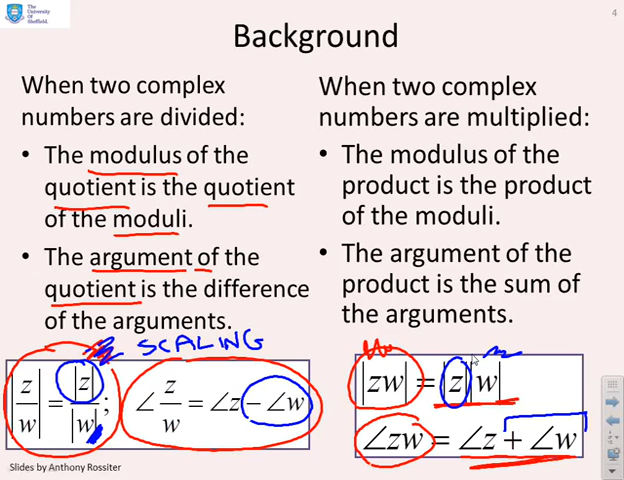 The
University
Of
Sheffield.
4
Background
When two complex
numbers are divided:
• The modulus of the
quotient is the quotient
of the moduli.
• The argument of the
quotient is the difference
of the arguments.
SCALING
|z/w| = |z|/|w|;
∠z/w = ∠z − ∠w
When two complex
numbers are multiplied:
• The modulus of the
product is the product
of the moduli.
• The argument of the
product is the sum of
the arguments.
|zw| = |z||w|
∠zw = ∠z + ∠w
Slides by Anthony Rossiter